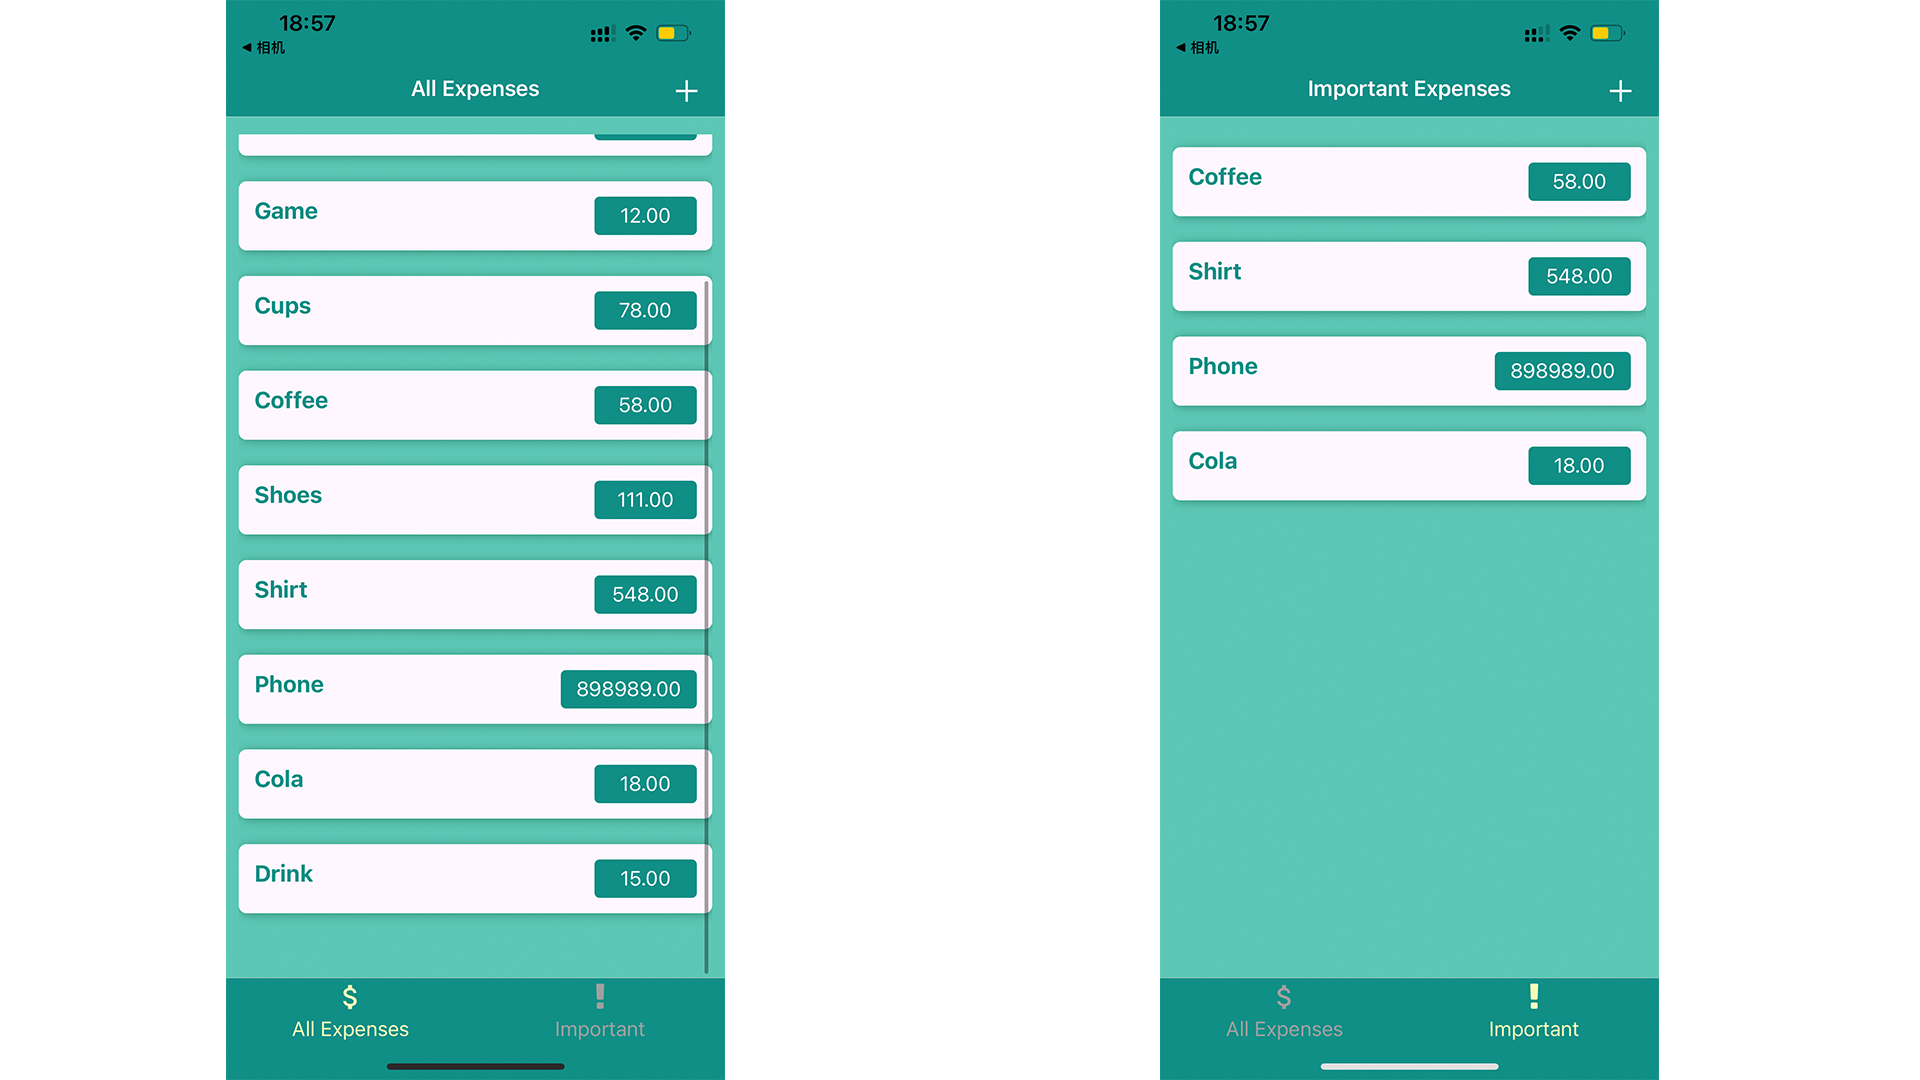 18:57
◀ 相机
All Expenses
Game
12.00
Cups
78.00
Coffee
58.00
Shoes
111.00
Shirt
548.00
Phone
898989.00
Cola
18.00
Drink
15.00
$
All Expenses
!
Important
18:57
◀ 相机
Important Expenses
Coffee
58.00
Shirt
548.00
Phone
898989.00
Cola
18.00
$
All Expenses
!
Important